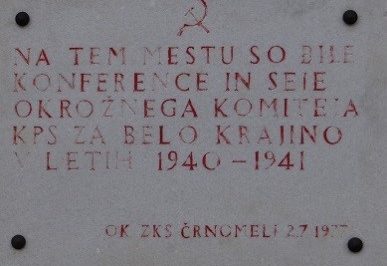 NA TEM MESTU SO BILE
KONFERENCE IN SEJE
OKROŽNEGA KOMITEJA
KPS ZA BELO KRAJINO
V LETIH 1940-1941
OK ZKS ČRNOMELJ 2.7.1977